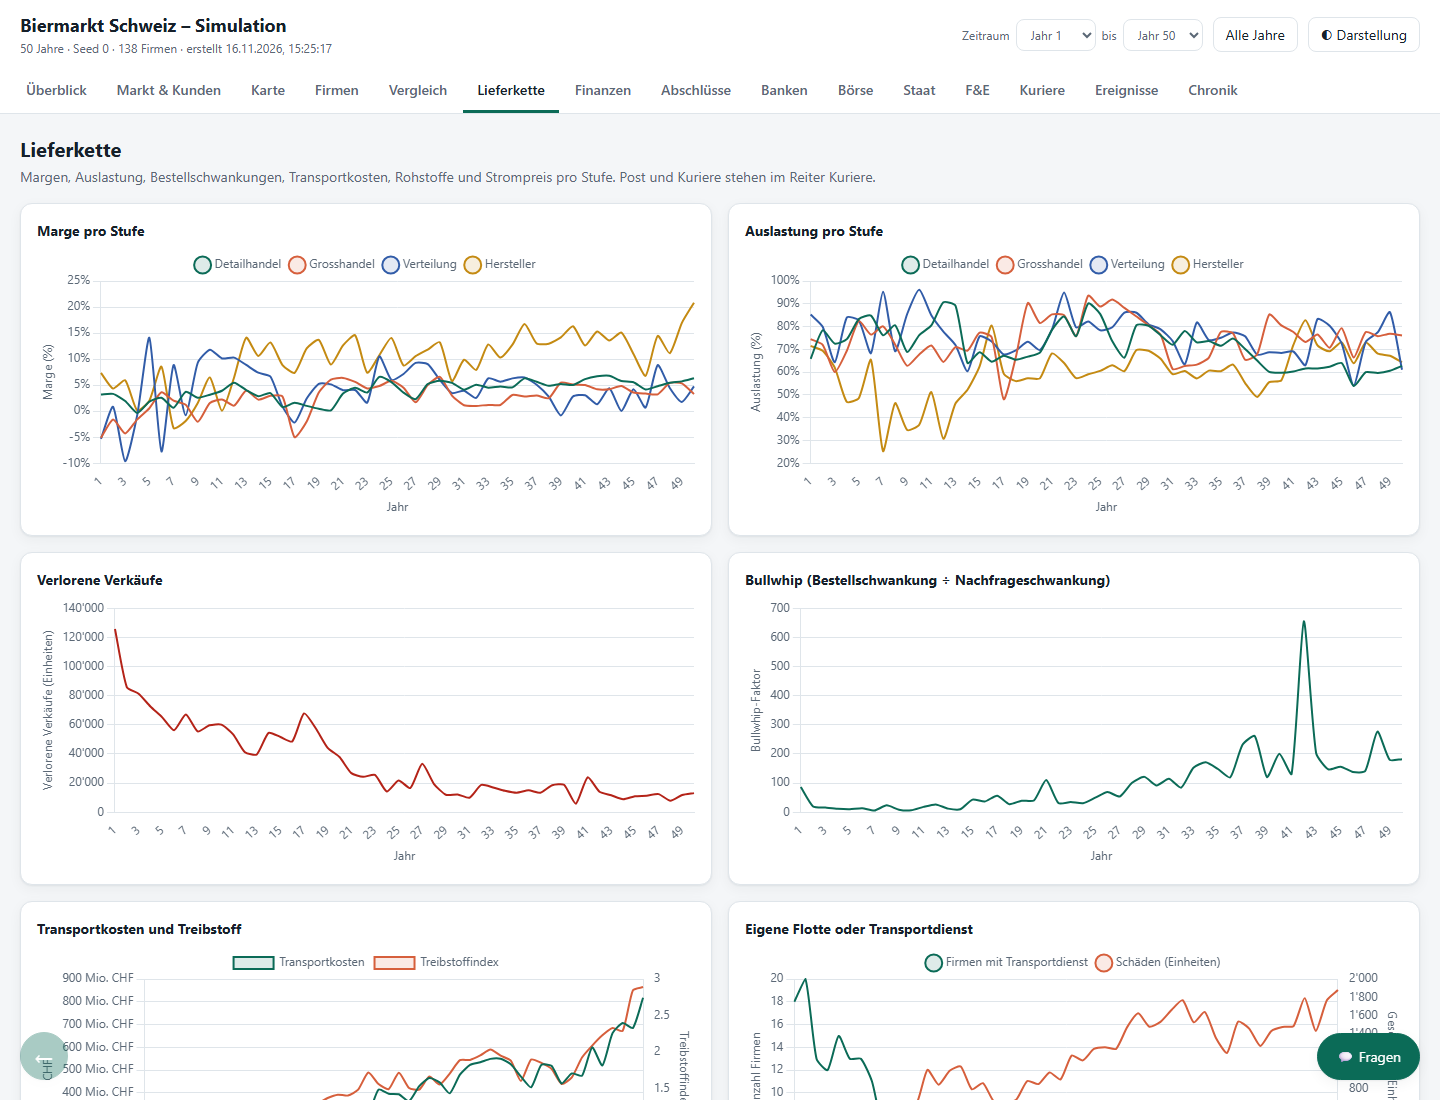 Biermarkt Schweiz – Simulation
50 Jahre · Seed 0 · 138 Firmen · erstellt 16.11.2026, 15:25:17
Zeitraum Jahr 1 bis Jahr 50 Alle Jahre Darstellung
Überblick Markt & Kunden Karte Firmen Vergleich Lieferkette Finanzen Abschlüsse Banken Börse Staat F&E Kuriere Ereignisse Chronik
Lieferkette
Margen, Auslastung, Bestellschwankungen, Transportkosten, Rohstoffe und Strompreis pro Stufe. Post und Kuriere stehen im Reiter Kuriere.
Marge pro Stufe
Detailhandel Grosshandel Verteilung Hersteller
Marge (%)
25%
20%
15%
10%
5%
0%
-5%
-10%
1 3 5 7 9 11 13 15 17 19 21 23 25 27 29 31 33 35 37 39 41 43 45 47 49
Jahr
Auslastung pro Stufe
Detailhandel Grosshandel Verteilung Hersteller
Auslastung (%)
100%
90%
80%
70%
60%
50%
40%
30%
20%
1 3 5 7 9 11 13 15 17 19 21 23 25 27 29 31 33 35 37 39 41 43 45 47 49
Jahr
Verlorene Verkäufe
Verlorene Verkäufe (Einheiten)
140'000
120'000
100'000
80'000
60'000
40'000
20'000
0
1 3 5 7 9 11 13 15 17 19 21 23 25 27 29 31 33 35 37 39 41 43 45 47 49
Jahr
Bullwhip (Bestellschwankung ÷ Nachfrageschwankung)
Bullwhip-Faktor
700
600
500
400
300
200
100
0
1 3 5 7 9 11 13 15 17 19 21 23 25 27 29 31 33 35 37 39 41 43 45 47 49
Jahr
Transportkosten und Treibstoff
Transportkosten Treibstoffindex
CHF
900 Mio. CHF
800 Mio. CHF
700 Mio. CHF
600 Mio. CHF
500 Mio. CHF
400 Mio. CHF
3
2.5
2
1.5
Treibstoffinde
Eigene Flotte oder Transportdienst
Firmen mit Transportdienst Schäden (Einheiten)
nzahl Firmen
20
18
16
14
12
10
2'000
1'800
1'600
1'400
800
Fragen